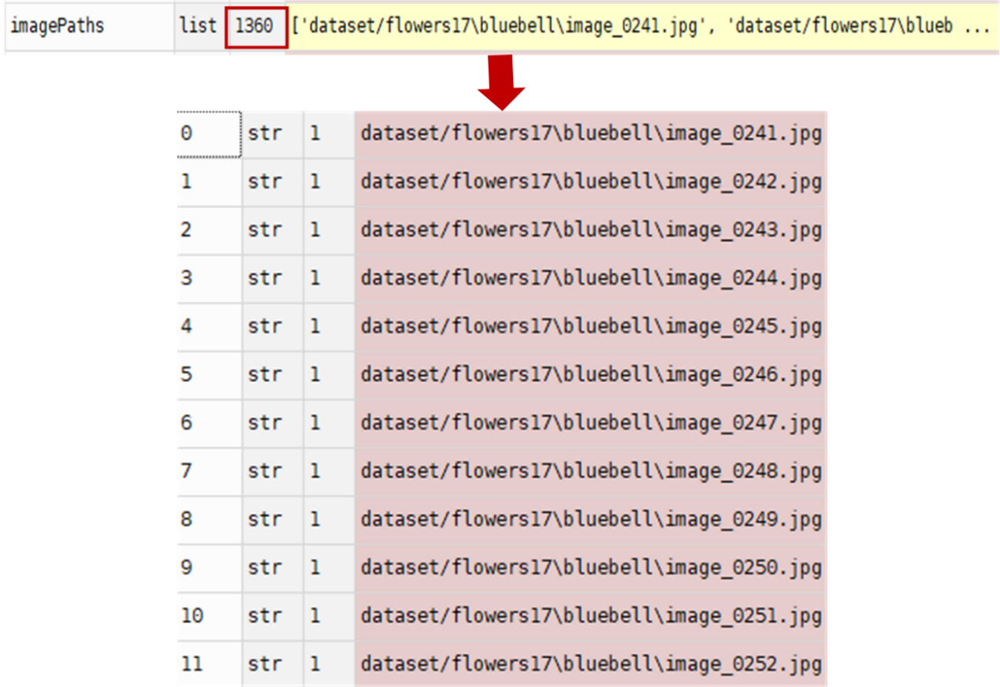 imagePaths list 1360 ['dataset/flowers17\bluebell\image_0241.jpg', 'dataset/flowers17\blueb ...
0 str 1 dataset/flowers17\bluebell\image_0241.jpg
1 str 1 dataset/flowers17\bluebell\image_0242.jpg
2 str 1 dataset/flowers17\bluebell\image_0243.jpg
3 str 1 dataset/flowers17\bluebell\image_0244.jpg
4 str 1 dataset/flowers17\bluebell\image_0245.jpg
5 str 1 dataset/flowers17\bluebell\image_0246.jpg
6 str 1 dataset/flowers17\bluebell\image_0247.jpg
7 str 1 dataset/flowers17\bluebell\image_0248.jpg
8 str 1 dataset/flowers17\bluebell\image_0249.jpg
9 str 1 dataset/flowers17\bluebell\image_0250.jpg
10 str 1 dataset/flowers17\bluebell\image_0251.jpg
11 str 1 dataset/flowers17\bluebell\image_0252.jpg